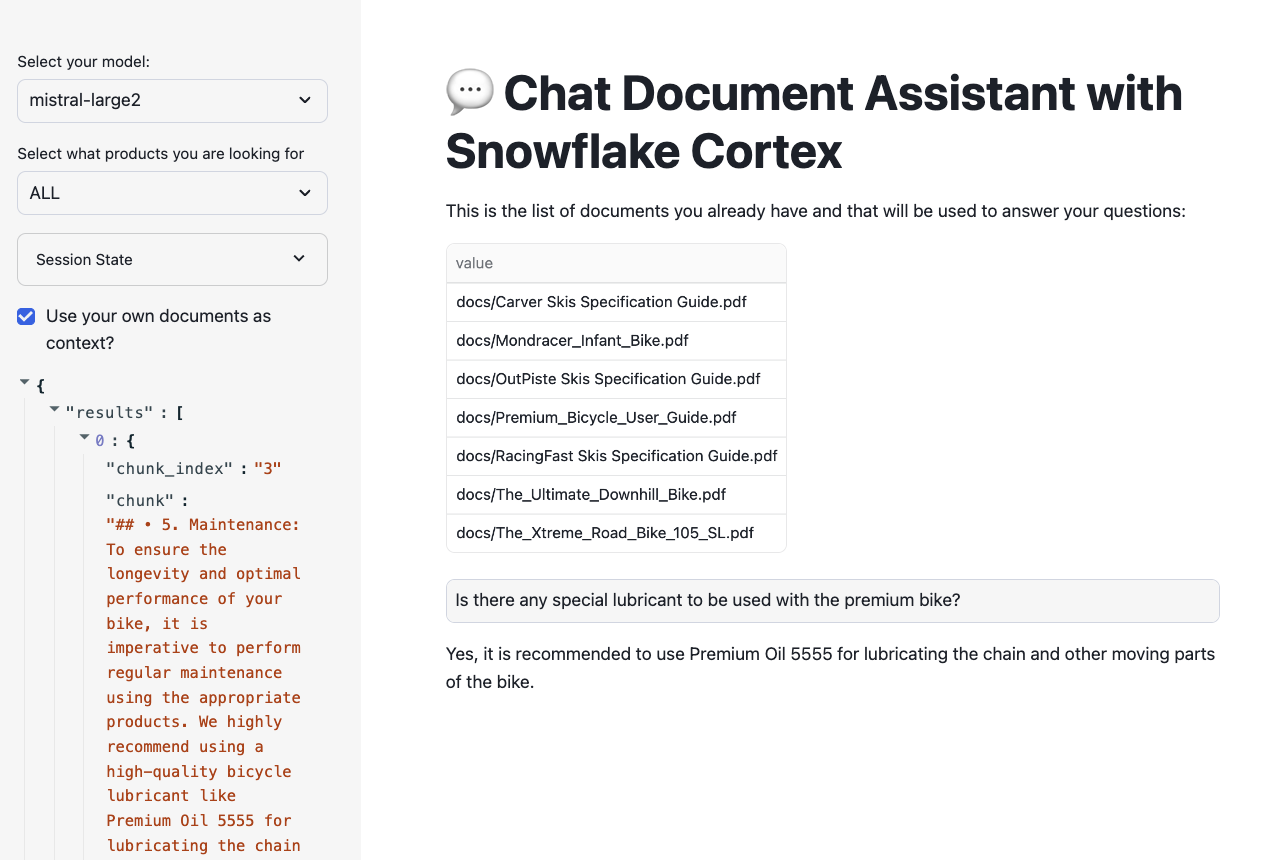 Select your model:
mistral-large2
Select what products you are looking for
ALL
Session State
Use your own documents as
context?
{
"results" : [
0 : {
"chunk_index" : "3"
"chunk" :
"## • 5. Maintenance:
To ensure the
longevity and optimal
performance of your
bike, it is
imperative to perform
regular maintenance
using the appropriate
products. We highly
recommend using a
high-quality bicycle
lubricant like
Premium Oil 5555 for
lubricating the chain
💬 Chat Document Assistant with
Snowflake Cortex
This is the list of documents you already have and that will be used to answer your questions:
value
docs/Carver Skis Specification Guide.pdf
docs/Mondracer_Infant_Bike.pdf
docs/OutPiste Skis Specification Guide.pdf
docs/Premium_Bicycle_User_Guide.pdf
docs/RacingFast Skis Specification Guide.pdf
docs/The_Ultimate_Downhill_Bike.pdf
docs/The_Xtreme_Road_Bike_105_SL.pdf
Is there any special lubricant to be used with the premium bike?
Yes, it is recommended to use Premium Oil 5555 for lubricating the chain and other moving parts
of the bike.